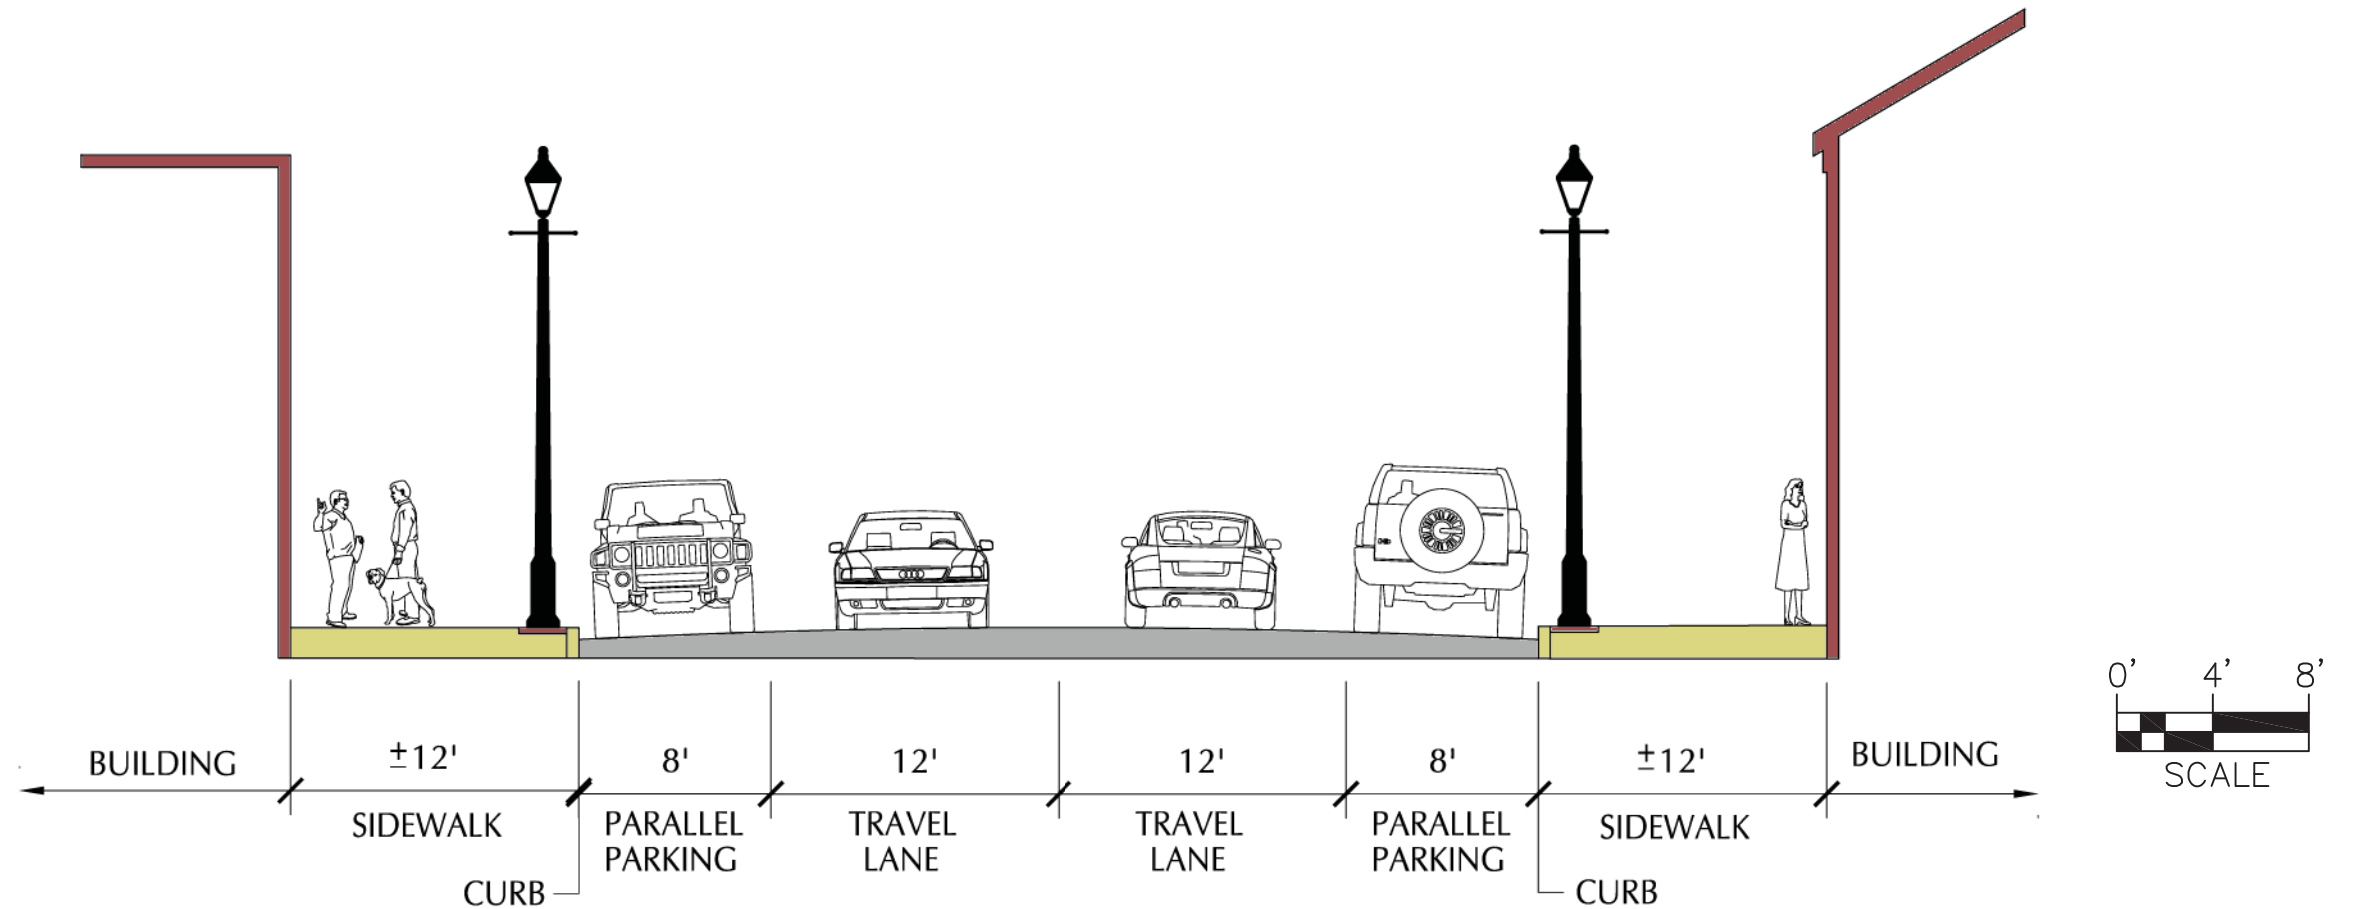 0' 4' 8'
SCALE
BUILDING ±12' 8' 12' 12' 8' ±12' BUILDING
SIDEWALK PARALLEL TRAVEL TRAVEL PARALLEL SIDEWALK
PARKING LANE LANE PARKING
CURB CURB